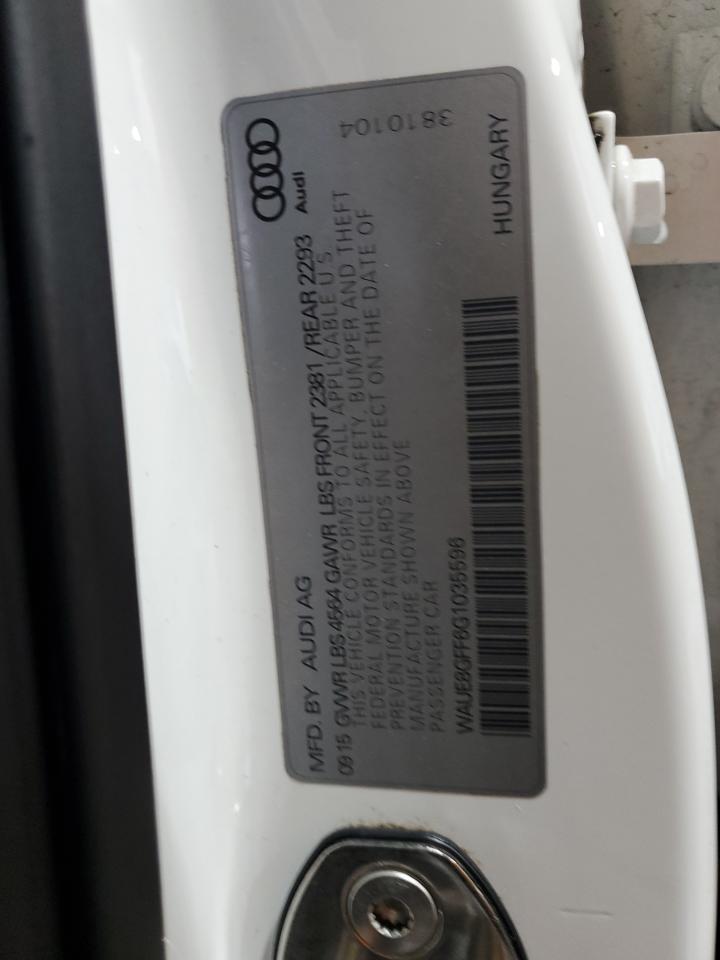 3810104
Audi
MFD. BY AUDI AG
0915 GVWR LBS 4564 GAWR LBS FRONT 2381 / REAR 2293
THIS VEHICLE CONFORMS TO ALL APPLICABLE U S
FEDERAL MOTOR VEHICLE SAFETY, BUMPER AND THEFT
PREVENTION STANDARDS IN EFFECT ON THE DATE OF
MANUFACTURE SHOWN ABOVE
PASSENGER CAR
WAUE8GFF6G1035596
HUNGARY